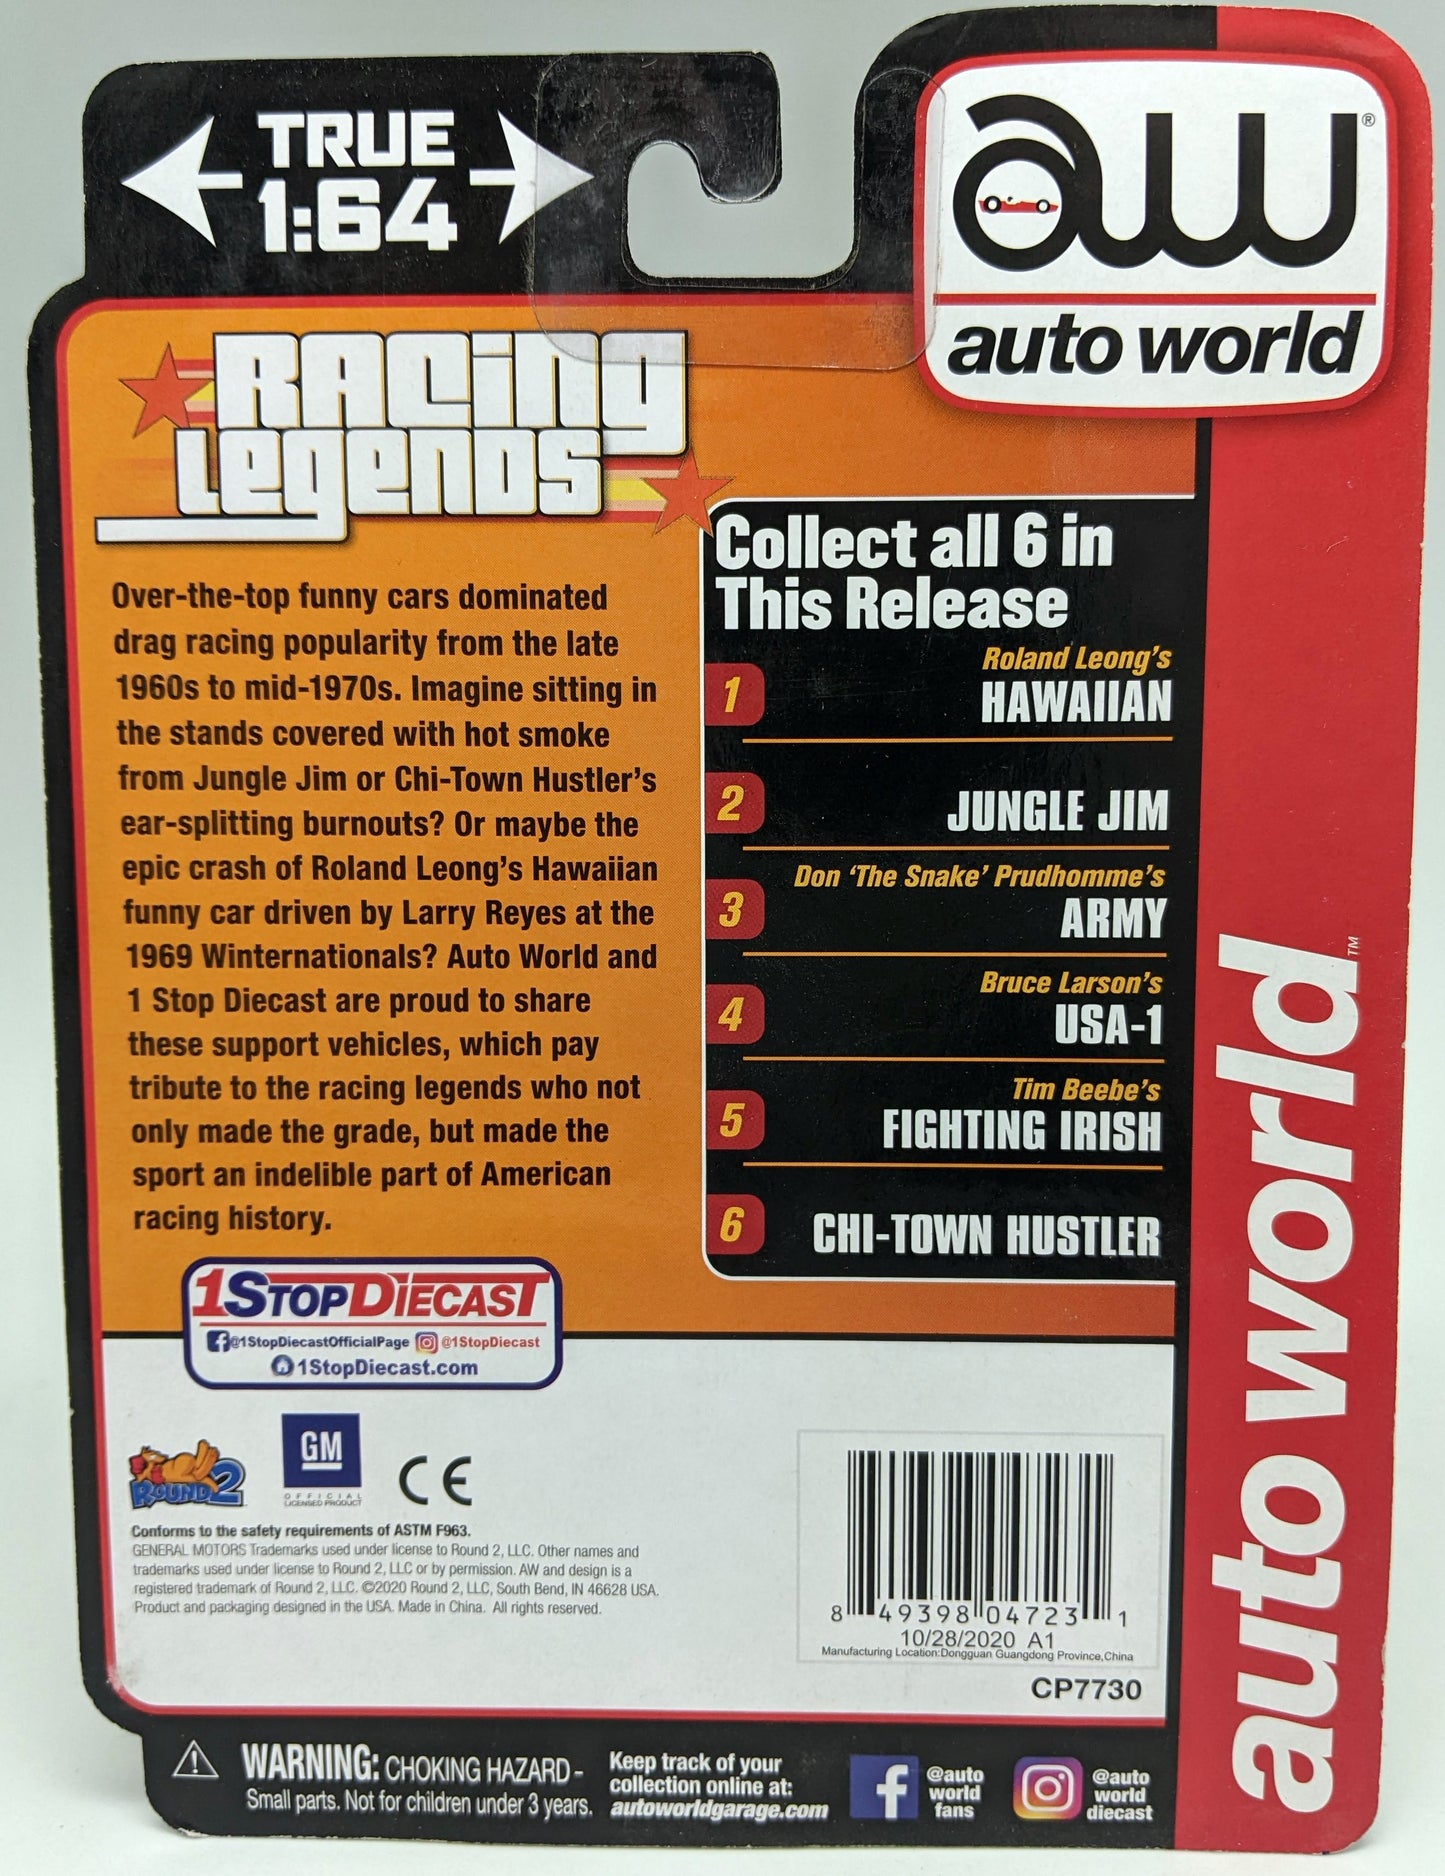 TRUE
1:64
aw®
auto world
Racing
Legends
Over-the-top funny cars dominated
drag racing popularity from the late
1960s to mid-1970s. Imagine sitting in
the stands covered with hot smoke
from Jungle Jim or Chi-Town Hustler's
ear-splitting burnouts? Or maybe the
epic crash of Roland Leong's Hawaiian
funny car driven by Larry Reyes at the
1969 Winternationals? Auto World and
1 Stop Diecast are proud to share
these support vehicles, which pay
tribute to the racing legends who not
only made the grade, but made the
sport an indelible part of American
racing history.
Collect all 6 in
This Release
Roland Leong's
1 HAWAIIAN
2 JUNGLE JIM
Don 'The Snake' Prudhomme's
3 ARMY
Bruce Larson's
4 USA-1
Tim Beebe's
5 FIGHTING IRISH
6 CHI-TOWN HUSTLER
1StopDiecast
f@1StopDiecastOfficialPage @1StopDiecast
1StopDiecast.com
Round 2
GM
OFFICIAL
LICENSED PRODUCT
CE
Conforms to the safety requirements of ASTM F963.
GENERAL MOTORS Trademarks used under license to Round 2, LLC. Other names and
trademarks used under license to Round 2, LLC or by permission. AW and design is a
registered trademark of Round 2, LLC. ©2020 Round 2, LLC, South Bend, IN 46628 USA.
Product and packaging designed in the USA. Made in China. All rights reserved.
8 49398 04723 1
10/28/2020 A1
Manufacturing Location:Dongguan Guangdong Province,China
CP7730
auto world™
WARNING: CHOKING HAZARD -
Small parts. Not for children under 3 years.
Keep track of your
collection online at:
autoworldgarage.com
f
@auto
world
fans
@auto
world
diecast